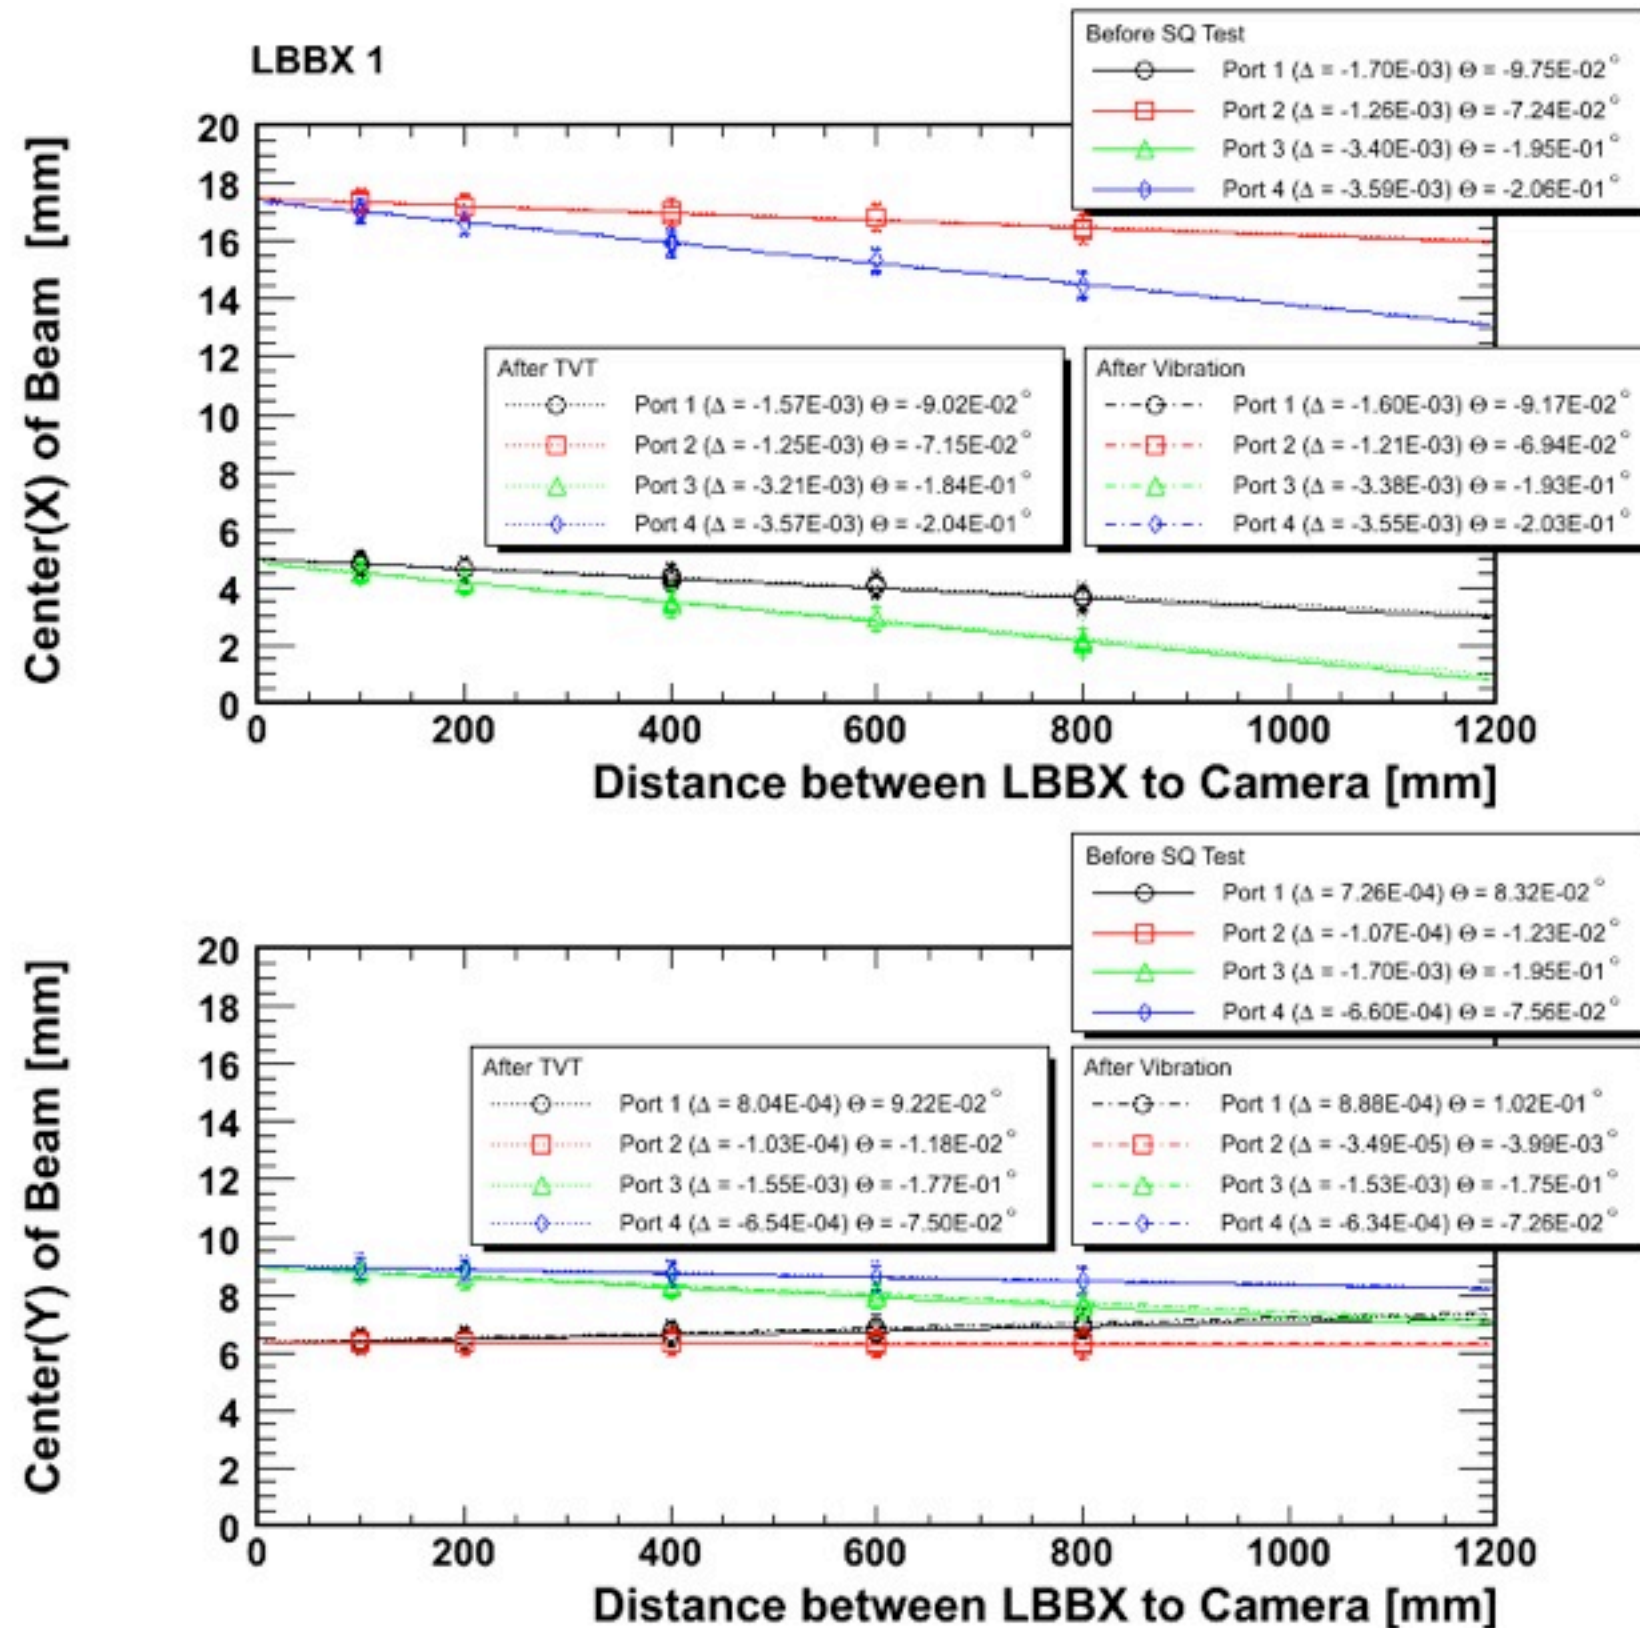 LBBX 1
Before SQ Test
Port 1 (Δ = -1.70E-03) Θ = -9.75E-02°
Port 2 (Δ = -1.26E-03) Θ = -7.24E-02°
Port 3 (Δ = -3.40E-03) Θ = -1.95E-01°
Port 4 (Δ = -3.59E-03) Θ = -2.06E-01°
Center(X) of Beam [mm]
20
18
16
14
12
10
8
6
4
2
0
After TVT
Port 1 (Δ = -1.57E-03) Θ = -9.02E-02°
Port 2 (Δ = -1.25E-03) Θ = -7.15E-02°
Port 3 (Δ = -3.21E-03) Θ = -1.84E-01°
Port 4 (Δ = -3.57E-03) Θ = -2.04E-01°
After Vibration
Port 1 (Δ = -1.60E-03) Θ = -9.17E-02°
Port 2 (Δ = -1.21E-03) Θ = -6.94E-02°
Port 3 (Δ = -3.38E-03) Θ = -1.93E-01°
Port 4 (Δ = -3.55E-03) Θ = -2.03E-01°
0 200 400 600 800 1000 1200
Distance between LBBX to Camera [mm]
Before SQ Test
Port 1 (Δ = 7.26E-04) Θ = 8.32E-02°
Port 2 (Δ = -1.07E-04) Θ = -1.23E-02°
Port 3 (Δ = -1.70E-03) Θ = -1.95E-01°
Port 4 (Δ = -6.60E-04) Θ = -7.56E-02°
Center(Y) of Beam [mm]
20
18
16
14
12
10
8
6
4
2
0
After TVT
Port 1 (Δ = 8.04E-04) Θ = 9.22E-02°
Port 2 (Δ = -1.03E-04) Θ = -1.18E-02°
Port 3 (Δ = -1.55E-03) Θ = -1.77E-01°
Port 4 (Δ = -6.54E-04) Θ = -7.50E-02°
After Vibration
Port 1 (Δ = 8.88E-04) Θ = 1.02E-01°
Port 2 (Δ = -3.49E-05) Θ = -3.99E-03°
Port 3 (Δ = -1.53E-03) Θ = -1.75E-01°
Port 4 (Δ = -6.34E-04) Θ = -7.26E-02°
0 200 400 600 800 1000 1200
Distance between LBBX to Camera [mm]